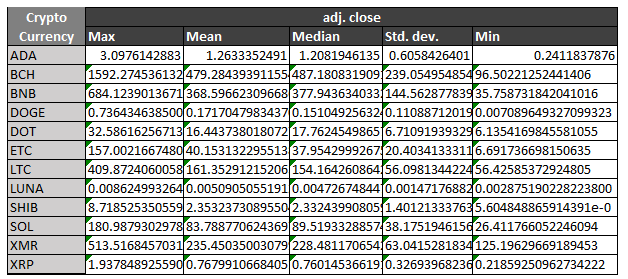 Crypto Currency adj. close
Max Mean Median Std. dev. Min
ADA 3.0976142883 1.2633352491 1.2081946135 0.6058426401 0.2411837876
BCH 1592.274536132 479.28439391155 487.1808319091 239.054954854 96.50221252441406
BNB 684.1239013671 368.59662309668 377.943634033 144.562877839 35.758731842041016
DOGE 0.736434638500 0.1717047983437 0.151049256324 0.11088712019 0.007089649327099323
DOT 32.58616256713 16.443738018072 17.7624549865 6.71091939329 6.1354169845581055
ETC 157.0021667480 40.153132295513 37.9542999267 20.4034133311 6.691736698150635
LTC 409.8724060058 161.35291215206 154.164260864 56.0981344224 56.42585372924805
LUNA 0.008624993264 0.0050905055191 0.00472674844 0.00147176882 0.002875190228223800
SHIB 8.718525350559 2.3532373089550 2.33243990805 1.40121333763 5.604848865914391e-0
SOL 180.9879302978 83.788770624369 89.5193328857 38.1751946156 26.411766052246094
XMR 513.5168457031 235.45035003079 228.481170654 63.0415281834 125.19629669189453
XRP 1.937848925590 0.7679910668405 0.76014536619 0.32693968236 0.21859250962734222